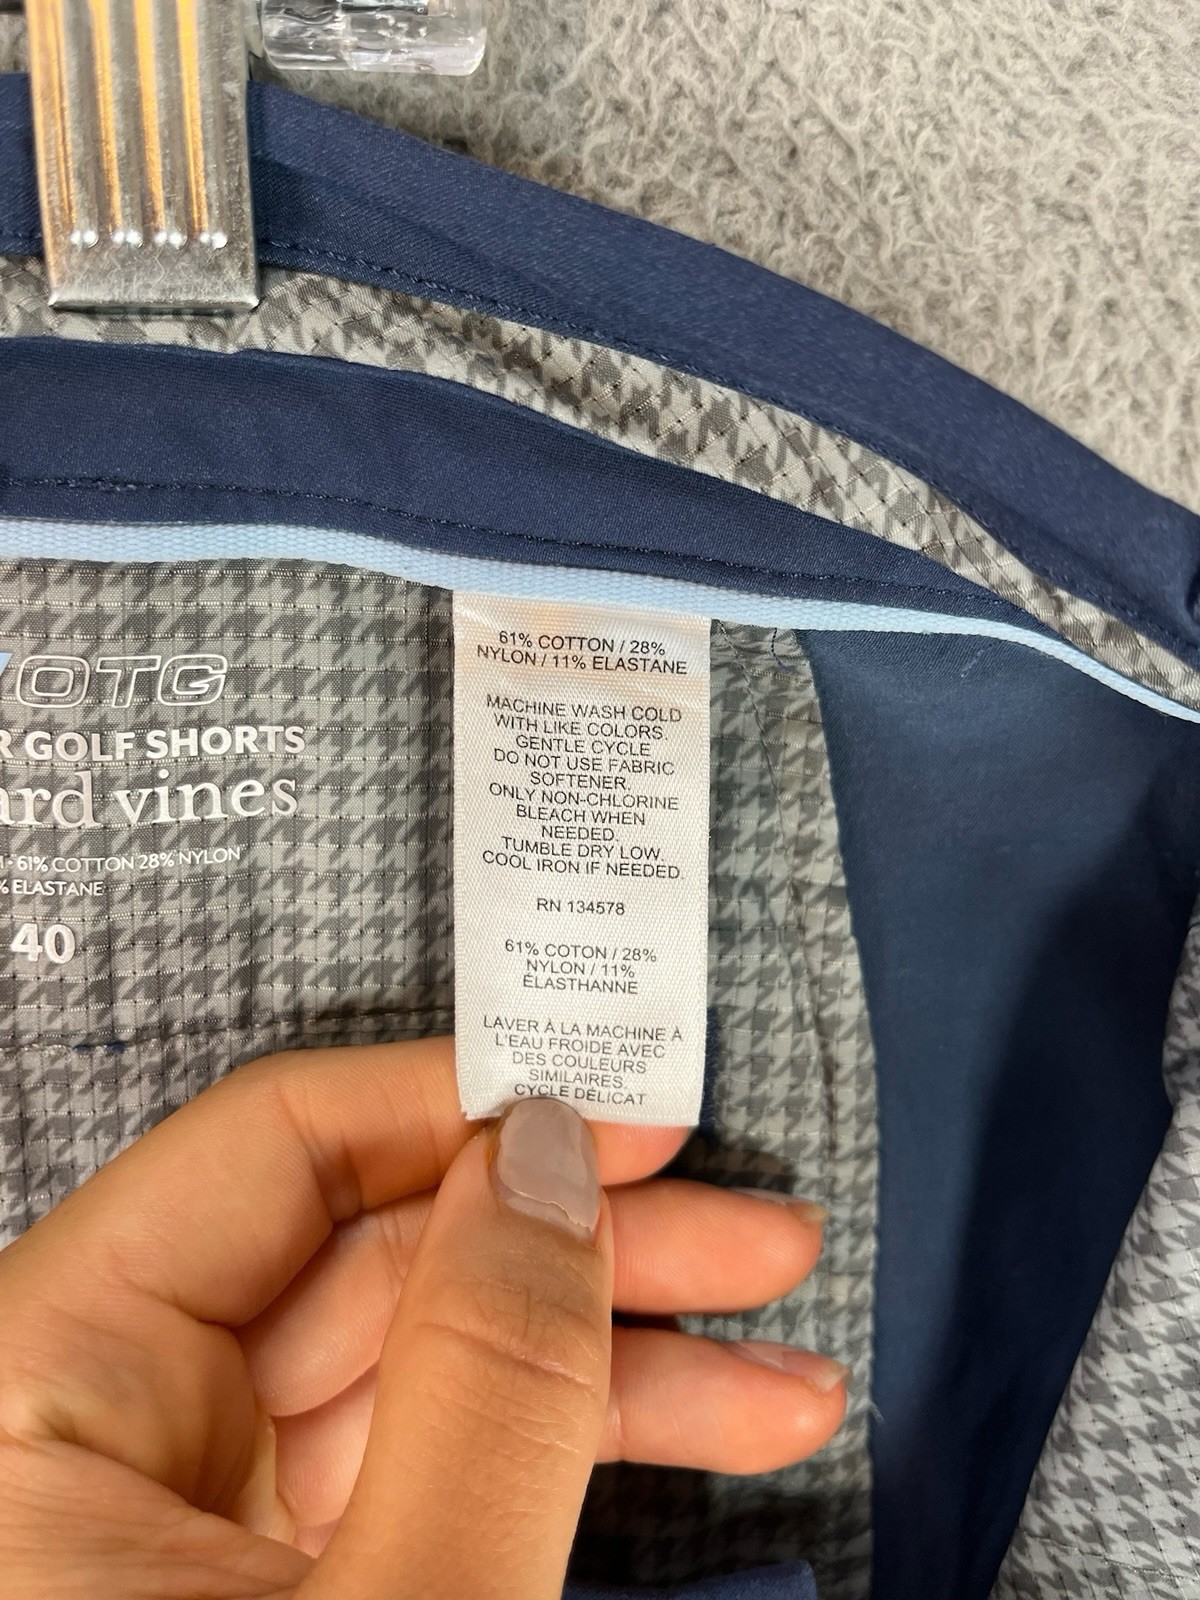 OTG
GOLF SHORTS
vines
61% COTTON 28% NYLON
% ELASTANE
40
61% COTTON / 28%
NYLON / 11% ELASTANE
MACHINE WASH COLD
WITH LIKE COLORS.
GENTLE CYCLE
DO NOT USE FABRIC
SOFTENER.
ONLY NON-CHLORINE
BLEACH WHEN
NEEDED.
TUMBLE DRY LOW
COOL IRON IF NEEDED.
RN 134578
61% COTON / 28%
NYLON / 11%
ÉLASTHANNE
LAVER À LA MACHINE À
L'EAU FROIDE AVEC
DES COULEURS
SIMILAIRES.
CYCLE DÉLICAT